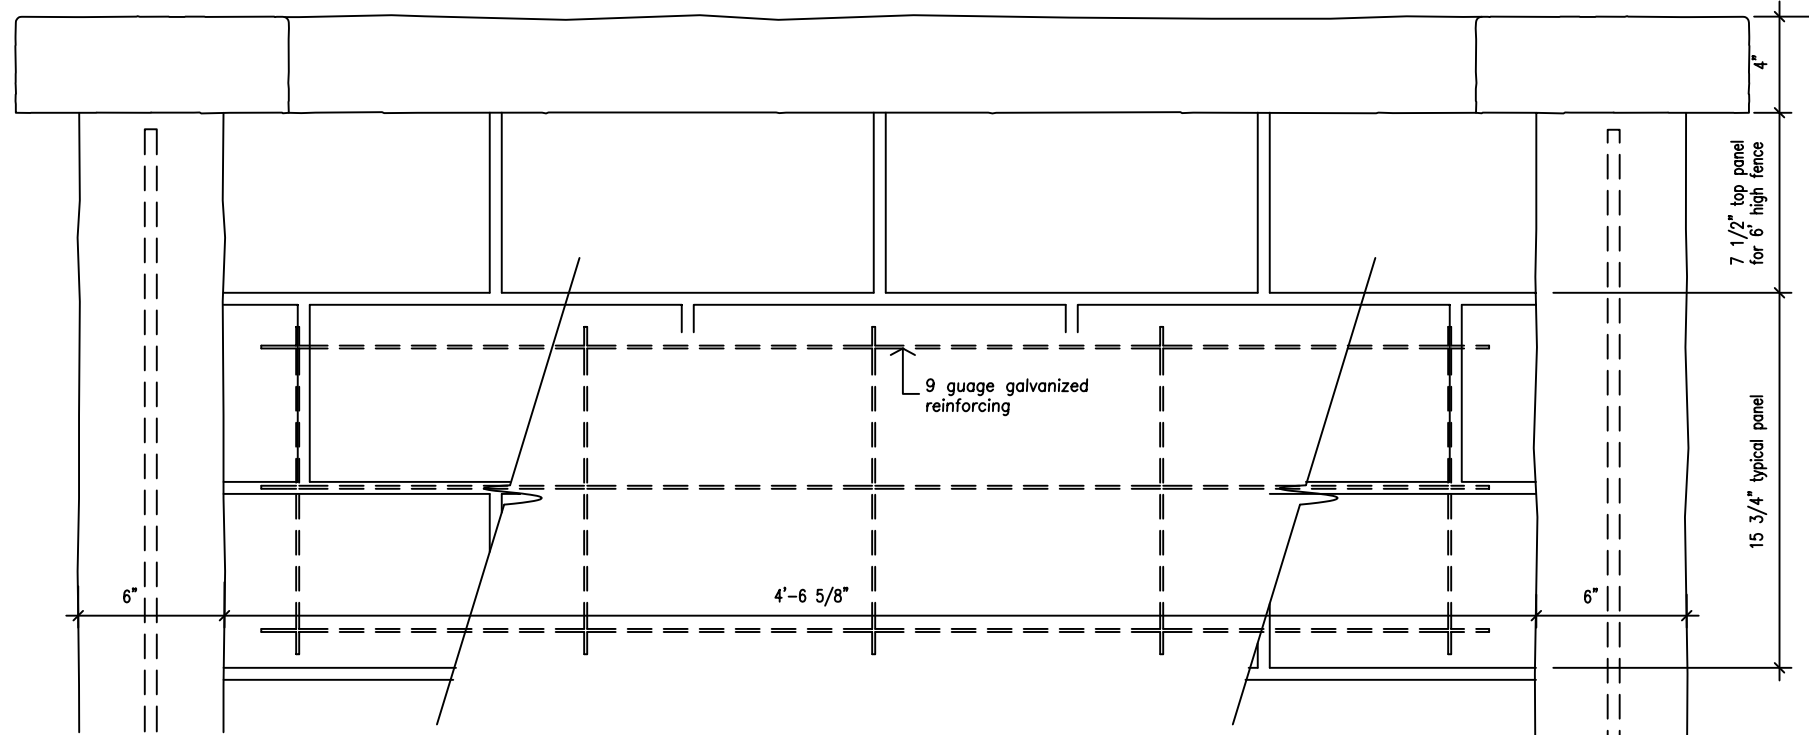 4"
7 1/2" top panel
for 6' high fence
9 guage galvanized
reinforcing
15 3/4" typical panel
6"
4'-6 5/8"
6"